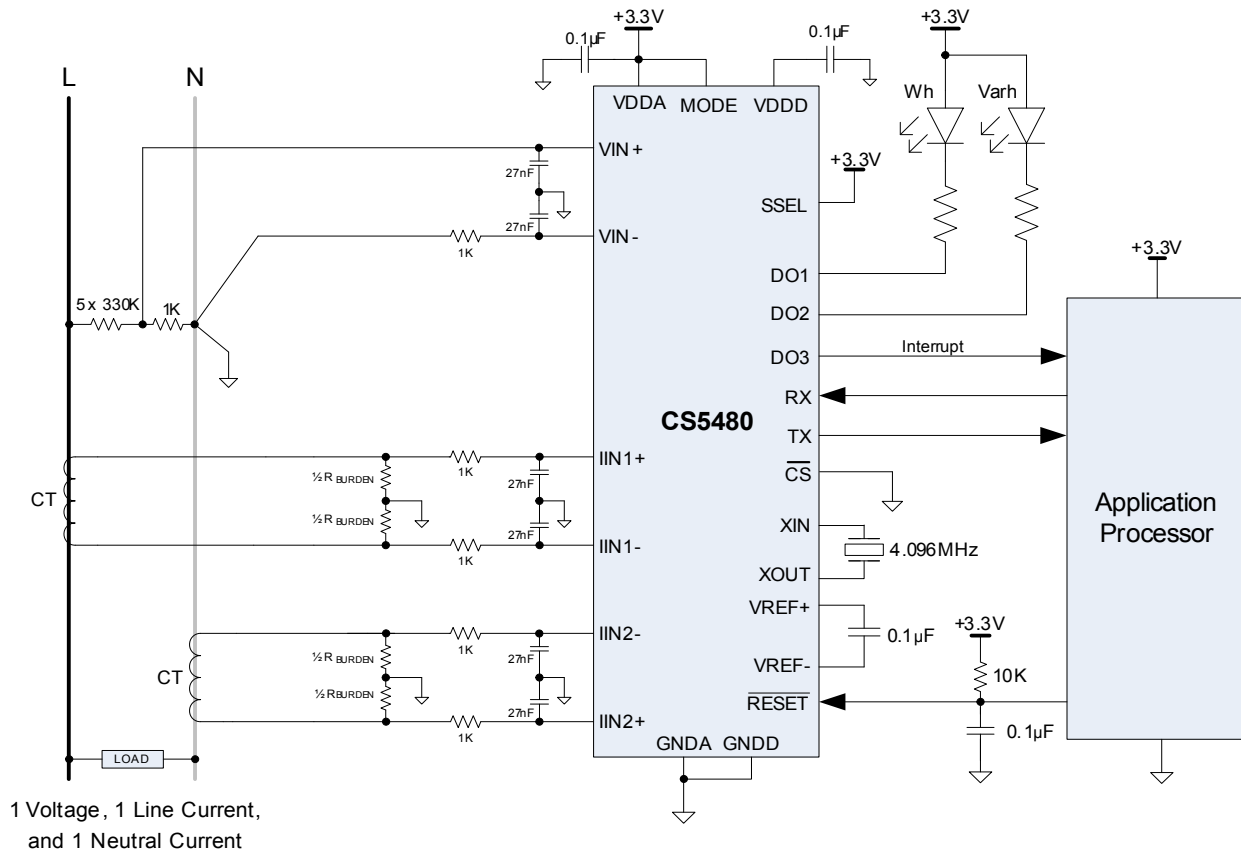 +3.3V
+3.3V
0.1µF
0.1µF
L
N
VDDA
MODE
VDDD
Wh
Varh
VIN+
27nF
+3.3V
SSEL
27nF
VIN-
1K
DO1
+3.3V
5 x 330K
1K
DO2
DO3
Interrupt
RX
CS5480
TX
IIN1+
1K
½ R BURDEN
27nF
CS
CT
Application
Processor
½ R BURDEN
27nF
XIN
IIN1-
1K
4.096MHz
XOUT
VREF+
IIN2-
1K
0.1µF
+3.3V
½ R BURDEN
27nF
VREF-
CT
10K
½ R BURDEN
27nF
RESET
IIN2+
1K
0.1µF
GNDA
GNDD
LOAD
1 Voltage, 1 Line Current,
and 1 Neutral Current